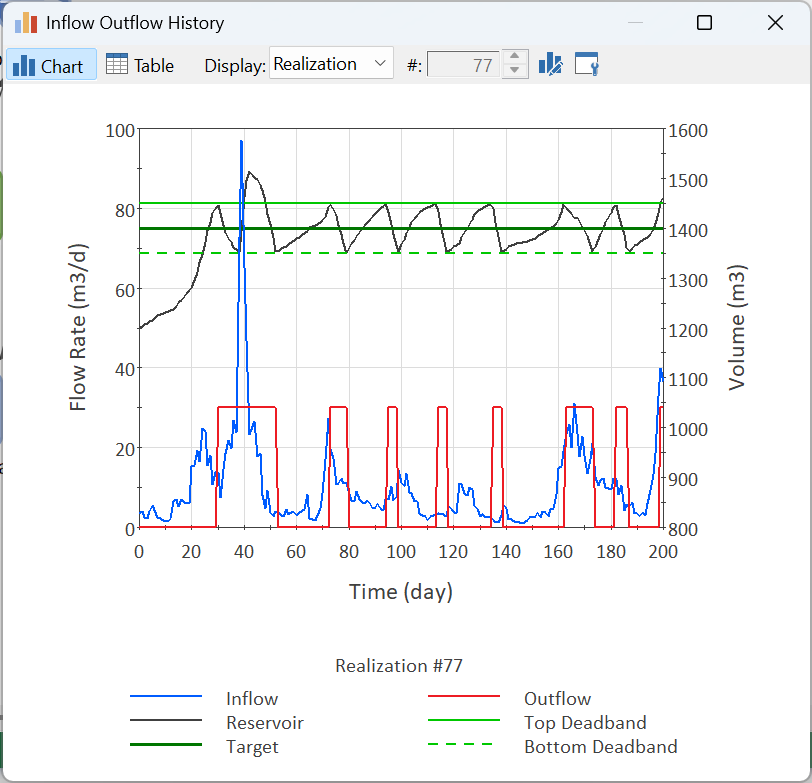 Inflow Outflow History
Chart Table Display: Realization #: 77
100 1600
1500
80
1400
1300
60
1200
40
1100
1000
20
900
0 800
Flow Rate (m3/d)
Volume (m3)
0 20 40 60 80 100 120 140 160 180 200
Time (day)
Realization #77
Inflow Outflow
Reservoir Top Deadband
Target Bottom Deadband